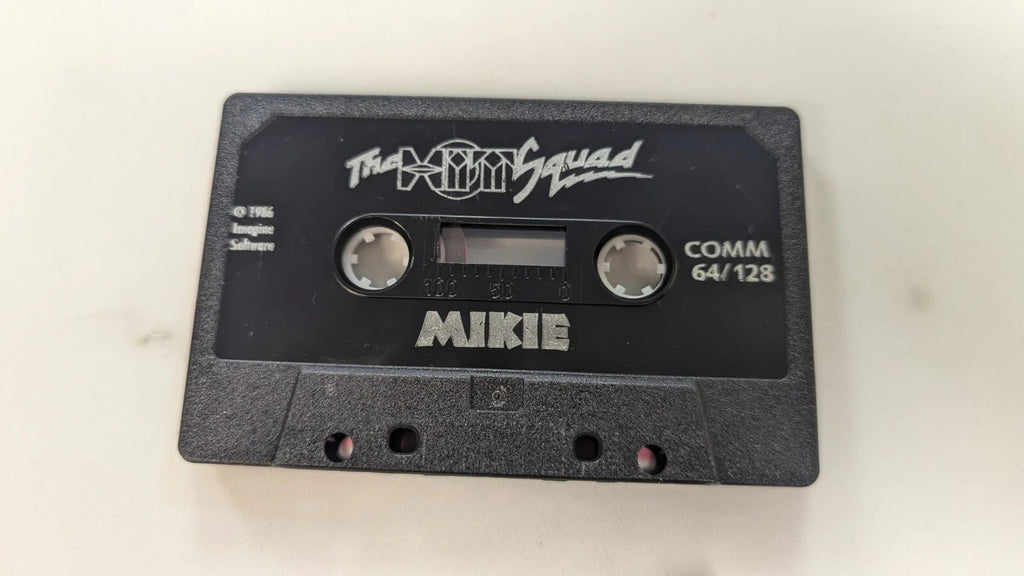 The HIT Squad
© 1986
Imagine
Software
COMM
64/128
100 50 0
MIKIE